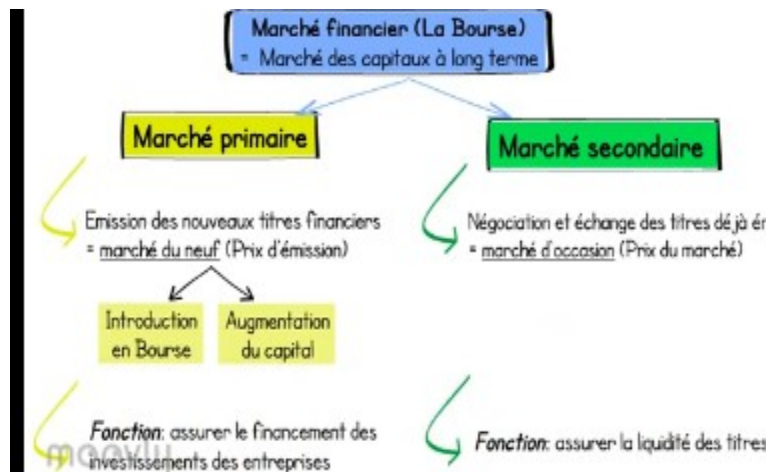 Marché financier (La Bourse)
= Marché des capitaux à long terme
Marché primaire
Marché secondaire
Emission des nouveaux titres financiers
= marché du neuf (Prix d'émission)
Négociation et échange des titres déjà ém
= marché d'occasion (Prix du marché)
Introduction
en Bourse
Augmentation
du capital
Fonction: assurer le financement des
investissements des entreprises
Fonction: assurer la liquidité des titres